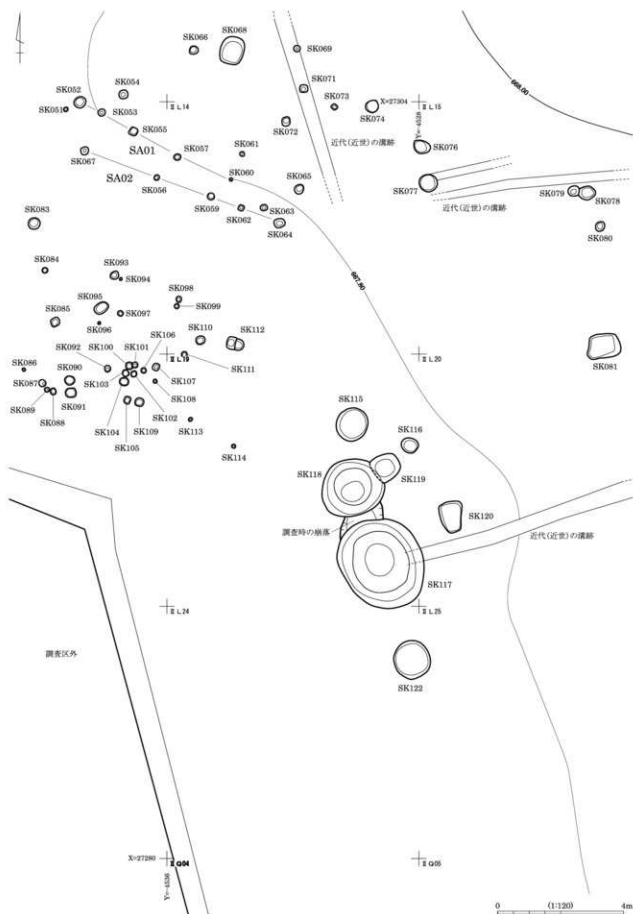 SK066
SK068
SK069
SK052
SK054
SK071
SK073
X=27304
II L 14
II L 15
Y=-4528
668.00
SK051
SK053
SK074
SK055
SK072
近代(近世)の溝跡
SK076
SK067
SA01
SK057
SK061
SA02
SK060
SK056
SK065
SK077
SK079
SK078
近代(近世)の溝跡
SK059
SK062
SK063
SK064
SK080
SK083
SK084
SK093
SK094
667.80
SK098
SK095
SK099
SK097
SK085
SK096
SK106
SK110
SK112
SK101
SK100
SK092
II L 19
II L 20
SK081
SK086
SK090
SK111
SK107
SK087
SK103
SK108
SK089
SK091
SK102
SK088
SK104
SK109
SK113
SK105
SK114
SK115
SK116
SK118
SK119
SK120
調査時の崩落
近代(近世)の溝跡
SK117
II L 24
II L 25
調査区外
SK122
X=27280
II Q 04
II Q 05
Y=-4536
0 (1:120) 4m